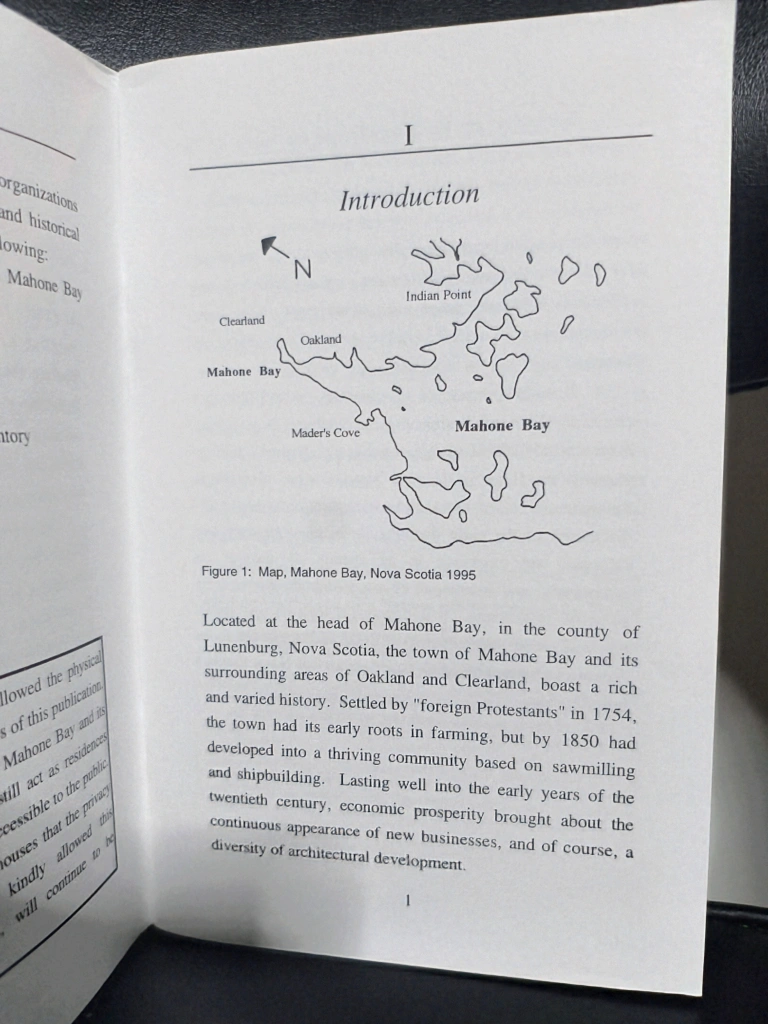 organizations
and historical
lowing:
Mahone Bay
ntory
llowed the physical
s of this publication.
Mahone Bay and its
still act as residences
ccessible to the public.
houses that the privacy
kindly allowed this
will continue to be
I
Introduction
N
Indian Point
Clearland
Oakland
Mahone Bay
Mader's Cove
Mahone Bay
Figure 1: Map, Mahone Bay, Nova Scotia 1995
Located at the head of Mahone Bay, in the county of
Lunenburg, Nova Scotia, the town of Mahone Bay and its
surrounding areas of Oakland and Clearland, boast a rich
and varied history. Settled by "foreign Protestants" in 1754,
the town had its early roots in farming, but by 1850 had
developed into a thriving community based on sawmilling
and shipbuilding. Lasting well into the early years of the
twentieth century, economic prosperity brought about the
continuous appearance of new businesses, and of course, a
diversity of architectural development.
1